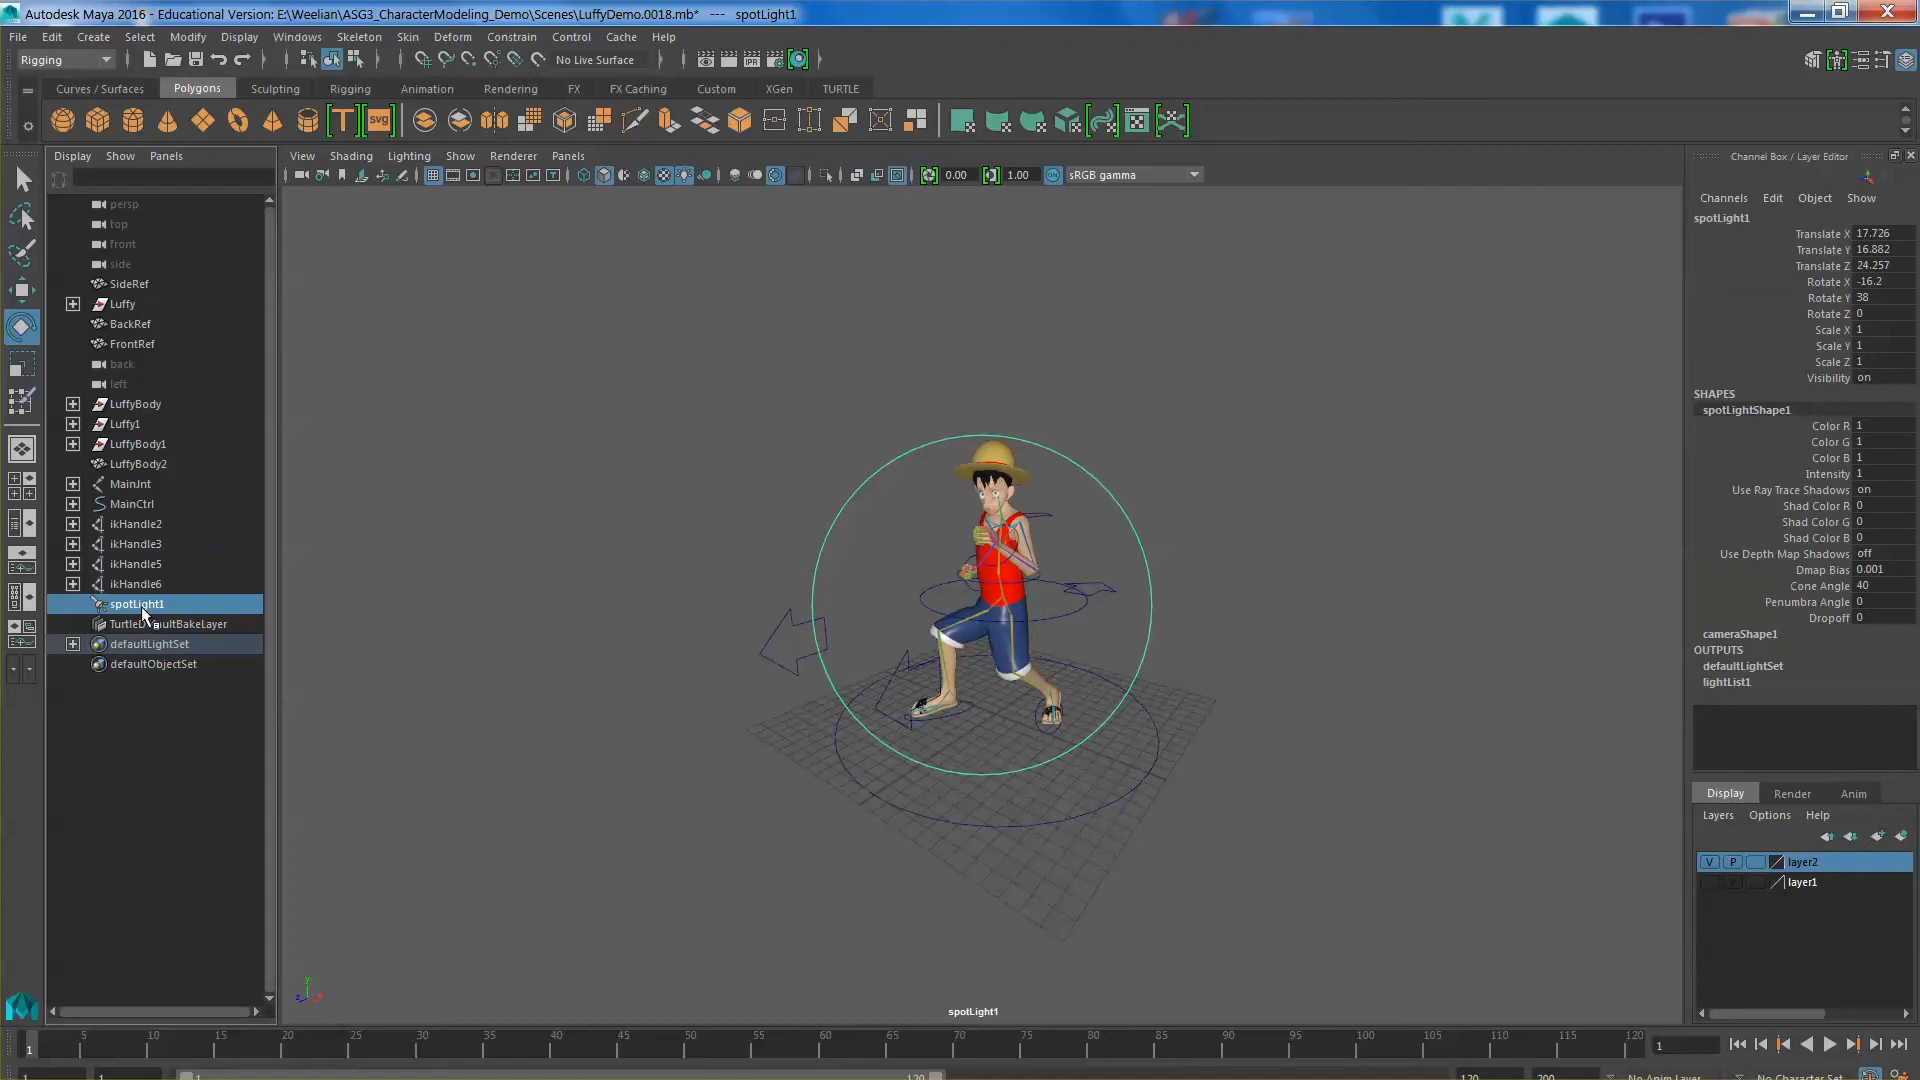 Autodesk Maya 2016 - Educational Version: E:\Weelian\ASG3_CharacterModeling_Demo\Scenes\LuffyDemo.0018.mb* --- spotLight1
File Edit Create Select Modify Display Windows Skeleton Skin Deform Constrain Control Cache Help
Rigging No Live Surface
Curves / Surfaces Polygons Sculpting Rigging Animation Rendering FX FX Caching Custom XGen TURTLE
T svg
Display Show Panels
View Shading Lighting Show Renderer Panels
0.00 1.00 sRGB gamma
persp
top
front
side
SideRef
Luffy
BackRef
FrontRef
back
left
LuffyBody
Luffy1
LuffyBody1
LuffyBody2
MainJnt
MainCtrl
ikHandle2
ikHandle3
ikHandle5
ikHandle6
spotLight1
defaultLightSet
defaultObjectSet
spotLight1
Channel Box / Layer Editor
Channels Edit Object Show
spotLight1
Translate X 17.726
Translate Y 16.882
Translate Z 24.257
Rotate X -16.2
Rotate Y 38
Rotate Z 0
Scale X 1
Scale Y 1
Scale Z 1
Visibility on
SHAPES
spotLightShape1
Color R 1
Color G 1
Color B 1
Intensity 1
Use Ray Trace Shadows on
Shad Color R 0
Shad Color G 0
Shad Color B 0
Use Depth Map Shadows off
Dmap Bias 0.001
Cone Angle 40
Penumbra Angle 0
Dropoff 0
cameraShape1
OUTPUTS
defaultLightSet
lightList1
Display Render Anim
Layers Options Help
V P layer2
layer1
5 10 15 20 25 30 35 40 45 50 55 60 65 70 75 80 85 90 95 100 105 110 115 120
1 1
1 1 1 120 120 200 No Anim Layer No Character Set